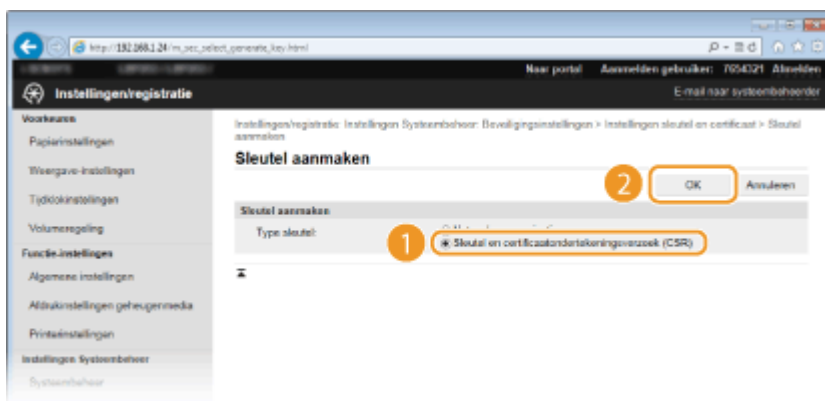 http://192.168.1.24/m_sec_select_generate_key.html
Naar portal Aanmelden gebruiker: 7654321 Afmelden
Instellingen/registratie
E-mail naar systeembeheerder
Voorkeuren
Papierinstellingen
Weergave-instellingen
Tijdklokinstellingen
Volumeregeling
Functie-instellingen
Algemene instellingen
Afdrukinstellingen geheugenmedia
Printerinstellingen
Instellingen Systeembeheer
Systeembeheer
Instellingen/registratie: Instellingen Systeembeheer: Beveiligingsinstellingen > Instellingen sleutel en certificaat > Sleutel
aanmaken
Sleutel aanmaken
2
OK Annuleren
Sleutel aanmaken
Type sleutel:
1
Sleutel en certificaatondertekeningsverzoek (CSR)